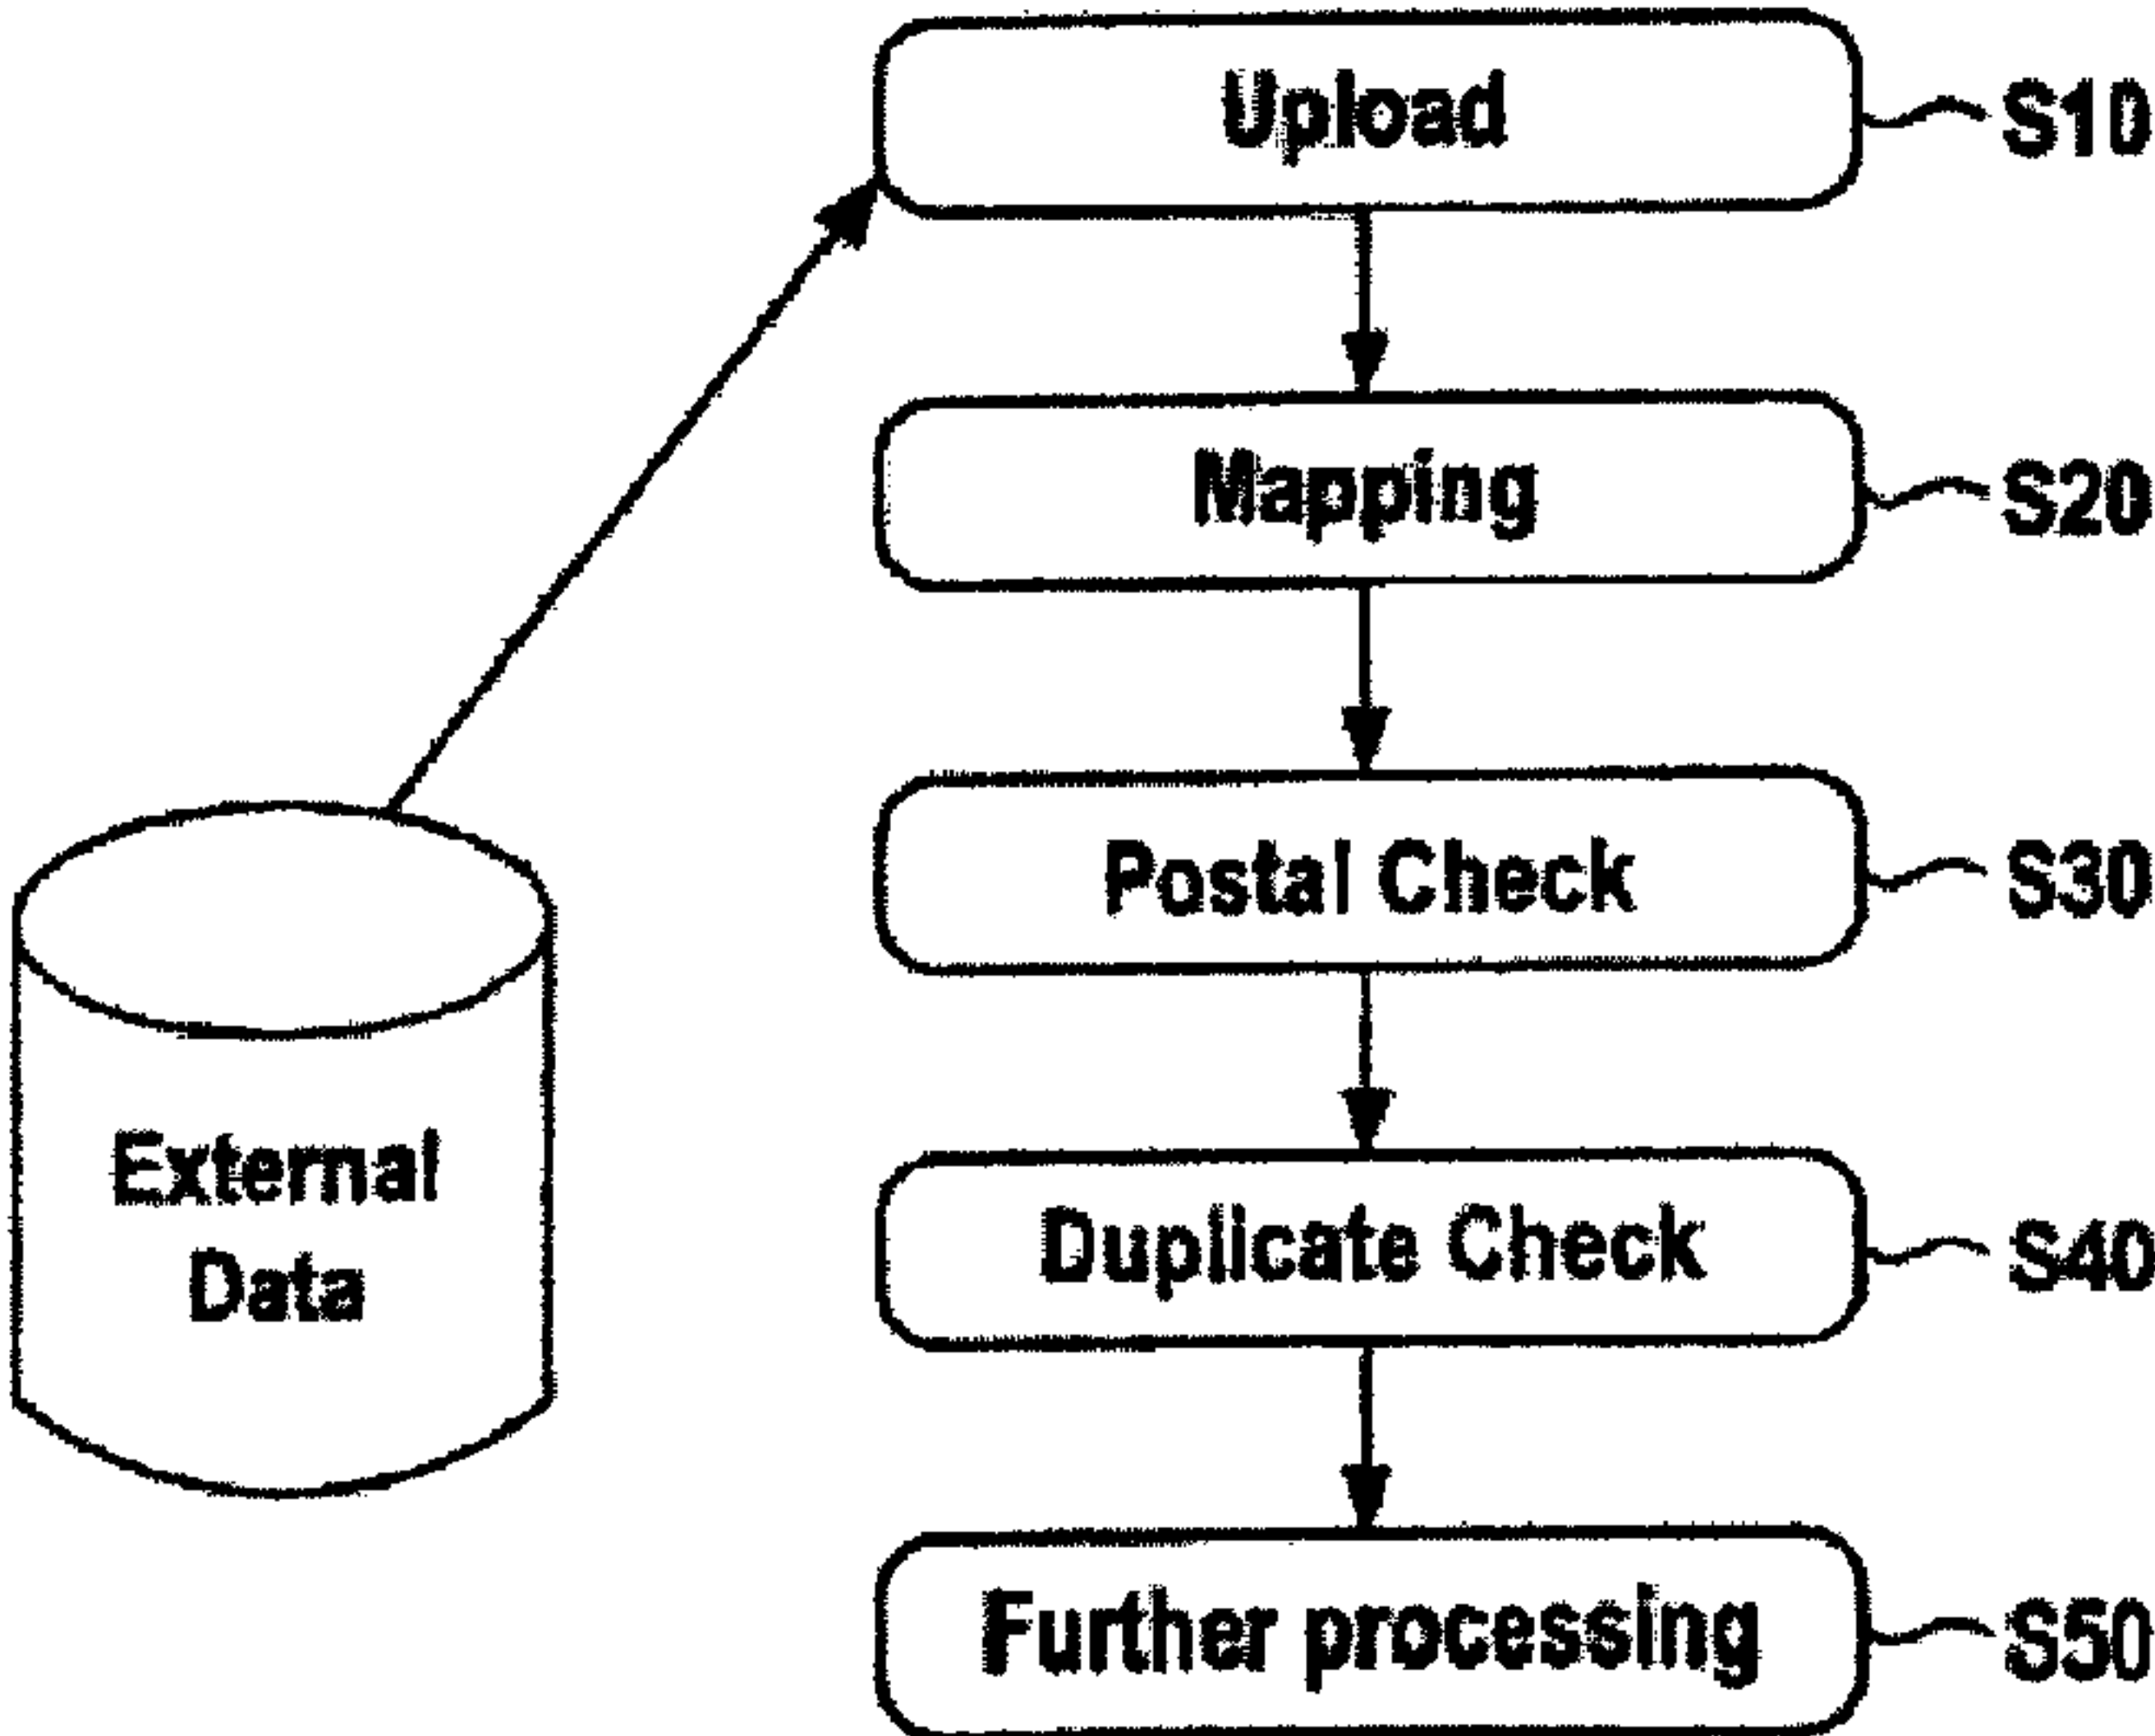 Upload
S10
Mapping
S20
Postal Check
S30
External
Data
Duplicate Check
S40
Further processing
S50